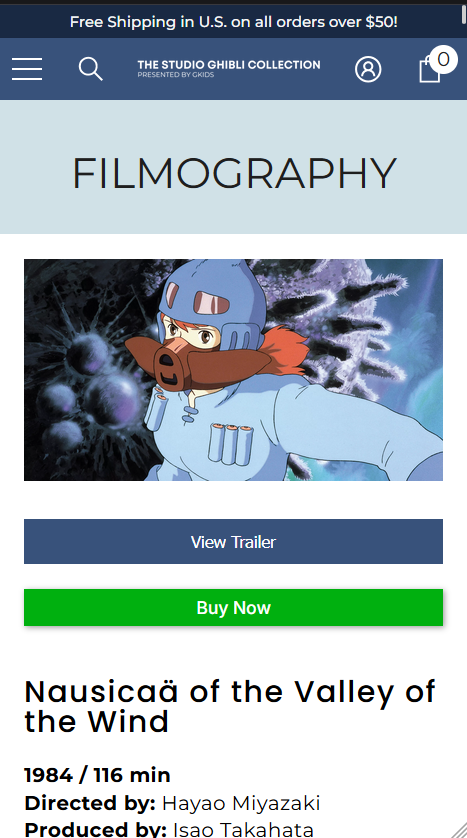 Free Shipping in U.S. on all orders over $50!
THE STUDIO GHIBLI COLLECTION
PRESENTED BY GKIDS
0
FILMOGRAPHY
View Trailer
Buy Now
Nausicaä of the Valley of
the Wind
1984 / 116 min
Directed by: Hayao Miyazaki
Produced by: Isao Takahata